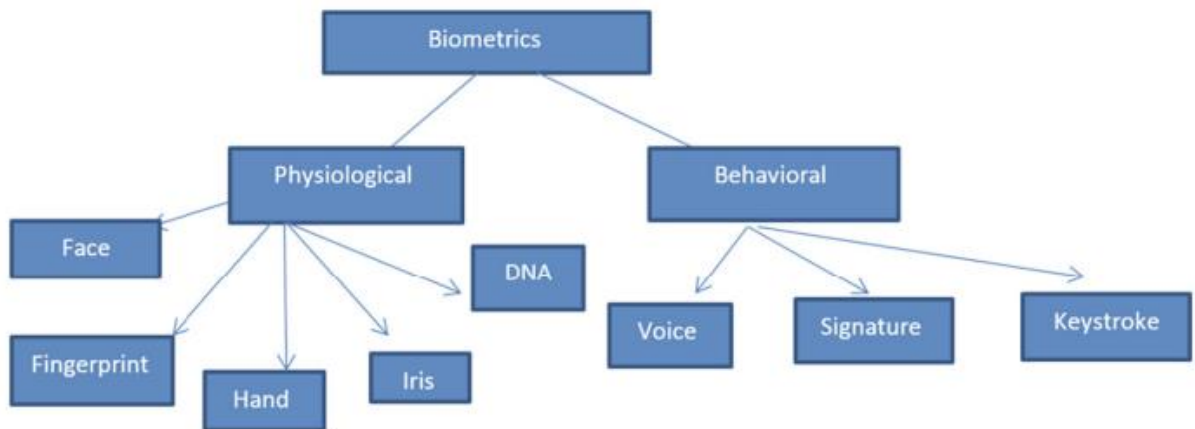 Biometrics
Physiological
Behavioral
Face
DNA
Voice
Signature
Keystroke
Fingerprint
Hand
Iris